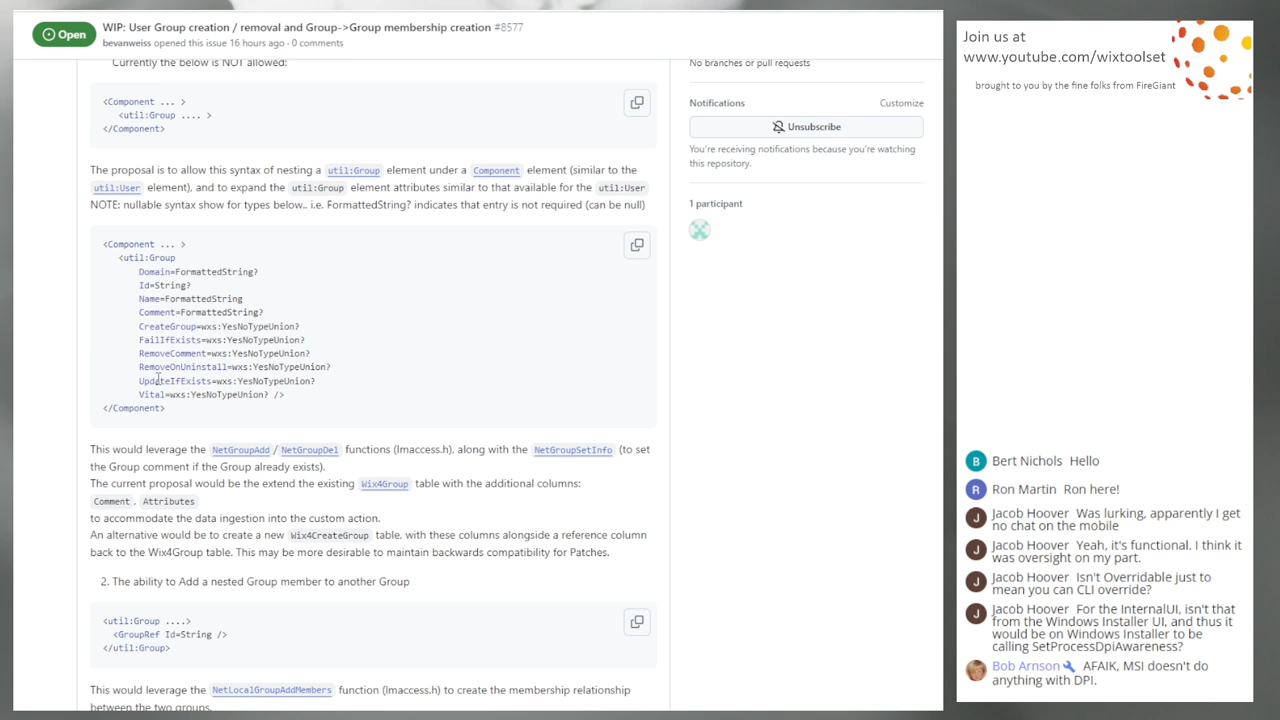 Open
WIP: User Group creation / removal and Group->Group membership creation #8577
bevanweiss opened this issue 16 hours ago · 0 comments
Currently the below is NOT allowed:
<Component ... >
<util:Group .... >
</Component>
The proposal is to allow this syntax of nesting a util:Group element under a Component element (similar to the
util:User element), and to expand the util:Group element attributes similar to that available for the util:User
NOTE: nullable syntax show for types below.. i.e. FormattedString? indicates that entry is not required (can be null)
<Component ... >
<util:Group
Domain=FormattedString?
Id=String?
Name=FormattedString
Comment=FormattedString?
CreateGroup=wxs:YesNoTypeUnion?
FailIfExists=wxs:YesNoTypeUnion?
RemoveComment=wxs:YesNoTypeUnion?
RemoveOnUninstall=wxs:YesNoTypeUnion?
UpdateIfExists=wxs:YesNoTypeUnion?
Vital=wxs:YesNoTypeUnion? />
</Component>
This would leverage the NetGroupAdd / NetGroupDel functions (lmaccess.h), along with the NetGroupSetInfo (to set
the Group comment if the Group already exists).
The current proposal would be the extend the existing Wix4Group table with the additional columns:
Comment, Attributes
to accommodate the data ingestion into the custom action.
An alternative would be to create a new Wix4CreateGroup table, with these columns alongside a reference column
back to the Wix4Group table. This may be more desirable to maintain backwards compatibility for Patches.
2. The ability to Add a nested Group member to another Group
<util:Group ....>
<GroupRef Id=String />
</util:Group>
This would leverage the NetLocalGroupAddMembers function (lmaccess.h) to create the membership relationship
between the two groups.
No branches or pull requests
Notifications
Customize
Unsubscribe
You're receiving notifications because you're watching
this repository.
1 participant
Join us at
www.youtube.com/wixtoolset
brought to you by the fine folks from FireGiant
B Bert Nichols Hello
R Ron Martin Ron here!
J Jacob Hoover Was lurking, apparently I get
no chat on the mobile
J Jacob Hoover Yeah, it's functional. I think it
was oversight on my part.
J Jacob Hoover Isn't Overridable just to
mean you can CLI override?
J Jacob Hoover For the InternalUI, isn't that
from the Windows Installer UI, and thus it
would be on Windows Installer to be
calling SetProcessDpiAwareness?
Bob Arnson AFAIK, MSI doesn't do
anything with DPI.